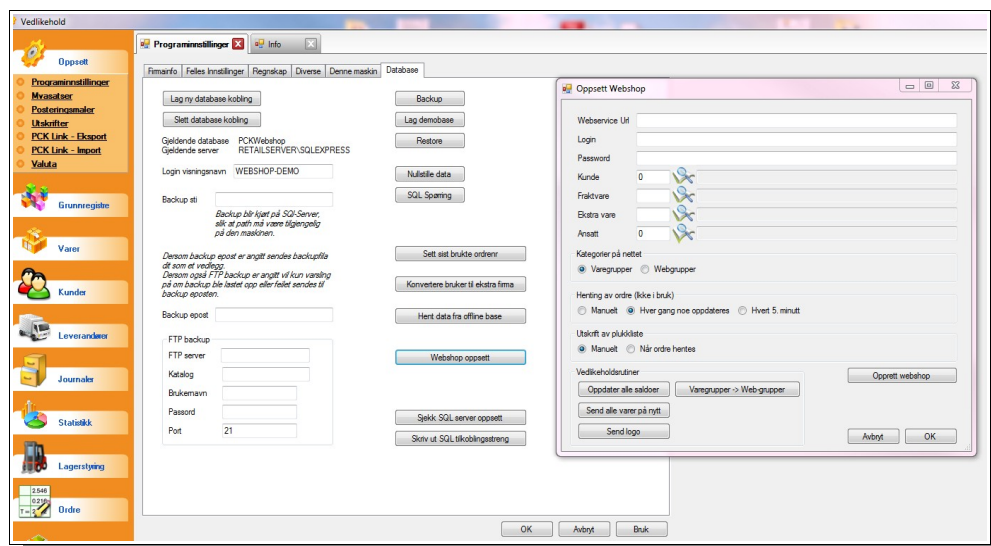 Vedlikehold
Oppsett
Programinnstillinger
Mvasatser
Posteringsmaler
Utskrifter
PCK Link - Eksport
PCK Link - Import
Valuta
Grunnregistre
Varer
Kunder
Leverandører
Journaler
Statistikk
Lagerstyring
2.546
0.216
T =
Ordre
Programinnstillinger
Info
Firmainfo Felles Innstillinger Regnskap Diverse Denne maskin Database
Lag ny database kobling
Slett database kobling
Gjeldende database PCKWebshop
Gjeldende server RETAILSERVER\SQLEXPRESS
Login visningsnavn WEBSHOP-DEMO
Backup sti
Backup blir kjørt på SQl-Server,
slik at path må være tilgjengelig
på den maskinen.
Dersom backup epost er angitt sendes backupfila
dit som et vedlegg.
Dersom også FTP backup er angitt vil kun varsling
på om backup ble lastet opp eller feilet sendes til
backup eposten.
Backup epost
FTP backup
FTP server
Katalog
Brukernavn
Passord
Port 21
Backup
Lag demobase
Restore
Nullstille data
SQL Spørring
Sett sist brukte ordrenr
Konvertere bruker til ekstra firma
Hent data fra offline base
Webshop oppsett
Sjekk SQL server oppsett
Skriv ut SQL tilkoblingsstreng
OK Avbryt Bruk
Oppsett Webshop
Webservice Url
Login
Password
Kunde 0
Fraktvare
Ekstra vare
Ansatt 0
Kategorier på nettet
Varegrupper Webgrupper
Henting av ordre (Ikke i bruk)
Manuelt Hver gang noe oppdateres Hvert 5. minutt
Utskrift av plukkliste
Manuelt Når ordre hentes
Vedlikeholdsrutiner
Oppdater alle saldoer Varegrupper -> Web-grupper
Send alle varer på nytt
Send logo
Opprett webshop
Avbryt OK